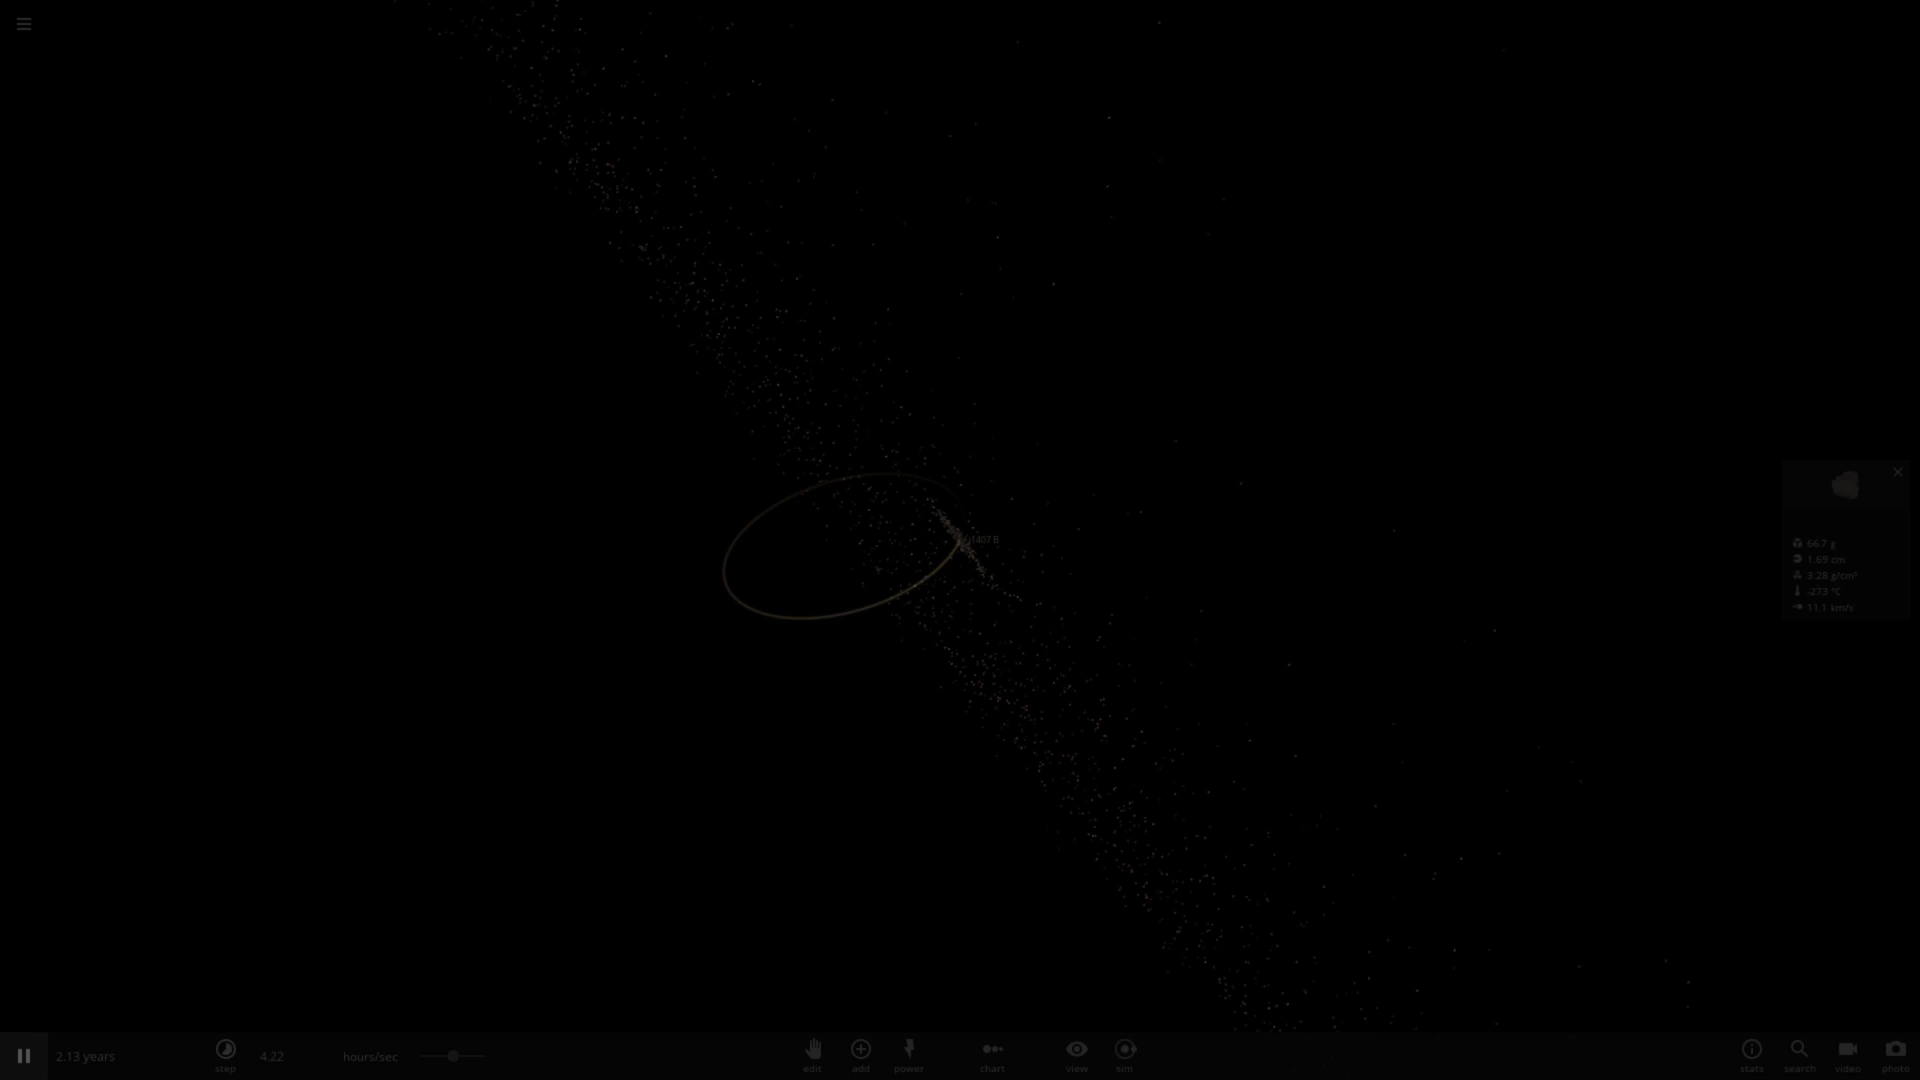 1407 B
66.7 g
1.69 cm
3.28 g/cm³
-273 °C
11.1 km/s
2.13 years
step
4.22
hours/sec
edit
add
power
chart
view
sim
stats
search
video
photo